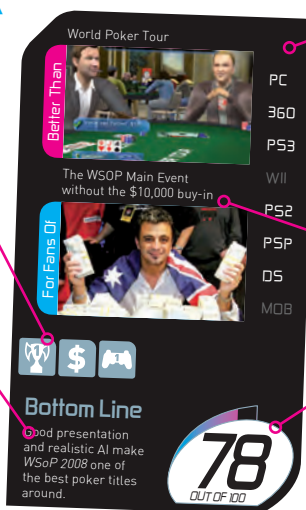 World Poker Tour
Better Than
The WSOP Main Event
without the $10,000 buy-in
For Fans Of
PC
360
PS3
WII
PS2
PSP
DS
MOB
$
1
Bottom Line
Good presentation
and realistic AI make
WSoP 2008 one of
the best poker titles
around.
78
OUT OF 100